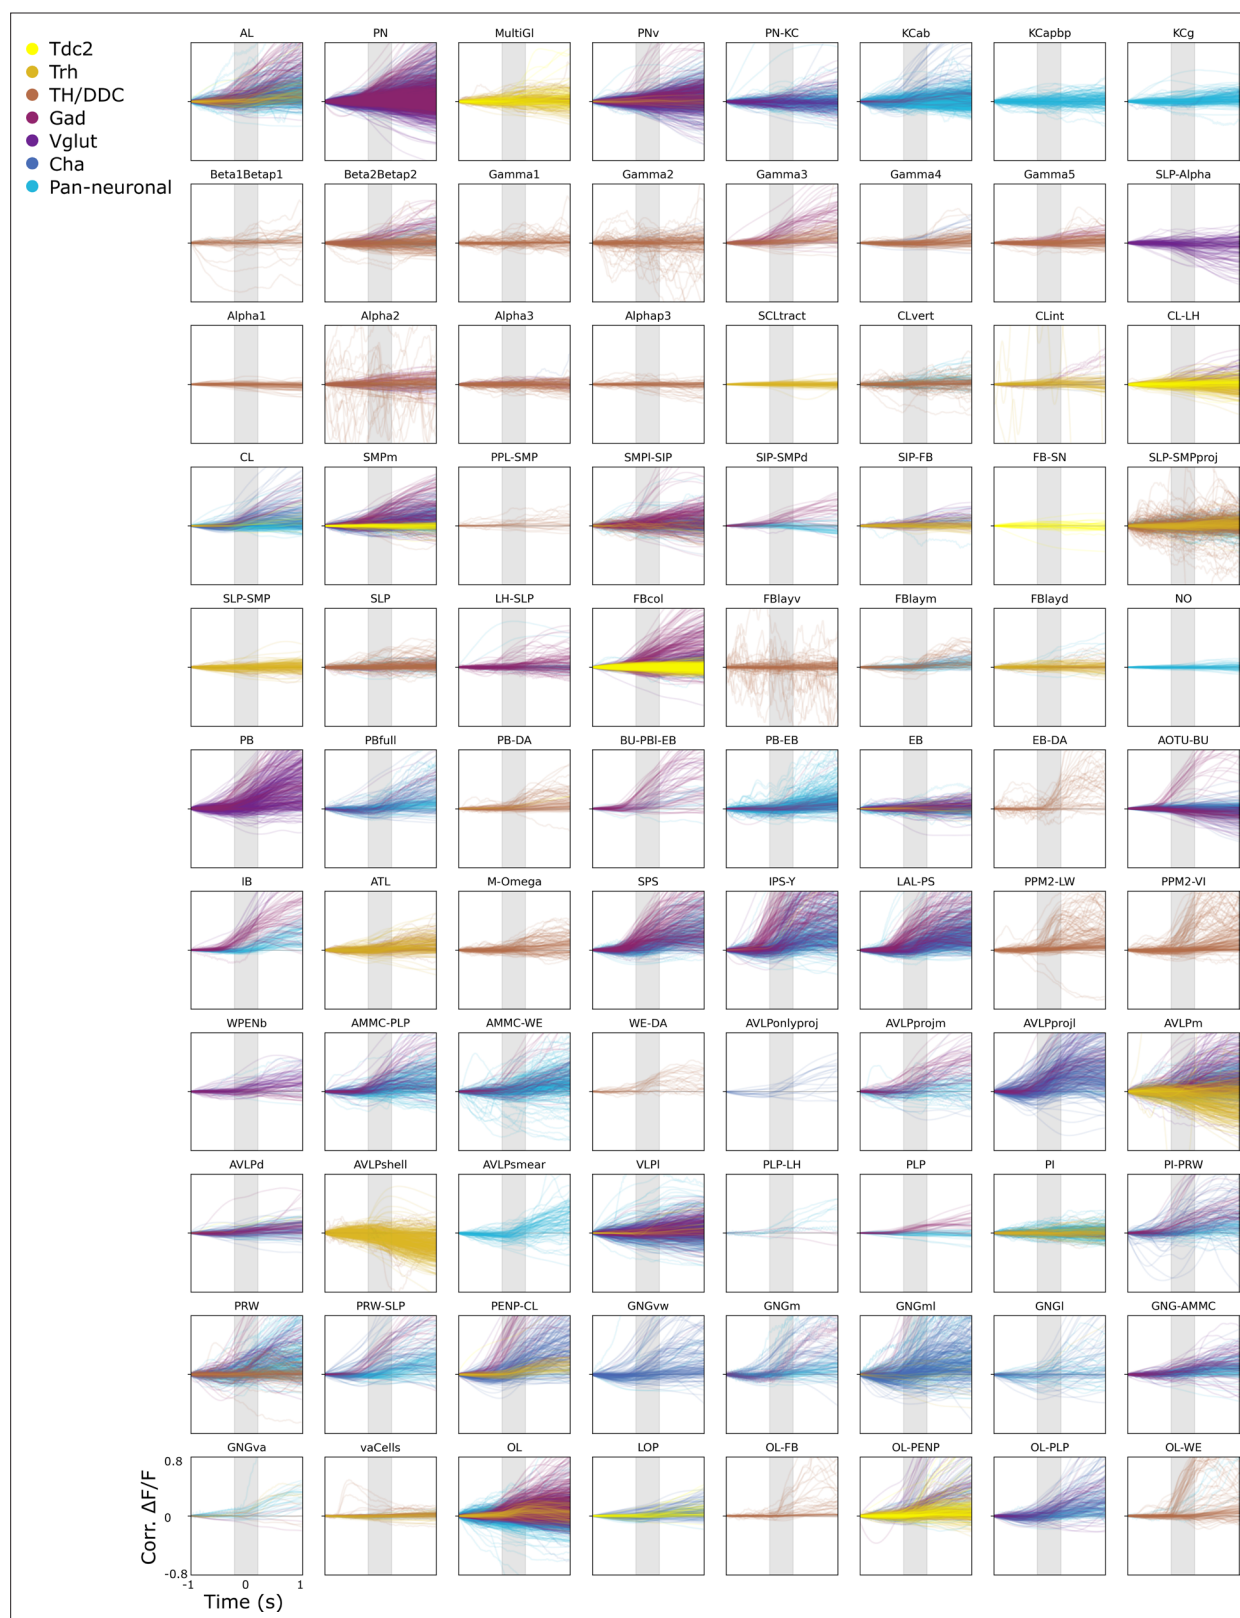 Tdc2
Trh
TH/DDC
Gad
Vglut
Cha
Pan-neuronal
AL PN MultiGl PNv PN-KC KCab KCapbp KCg
Beta1Betap1 Beta2Betap2 Gamma1 Gamma2 Gamma3 Gamma4 Gamma5 SLP-Alpha
Alpha1 Alpha2 Alpha3 Alphap3 SCLtract CLvert CLint CL-LH
CL SMPm PPL-SMP SMPl-SIP SIP-SMPd SIP-FB FB-SN SLP-SMPproj
SLP-SMP SLP LH-SLP FBcol FBlayv FBlaym FBlayd NO
PB PBfull PB-DA BU-PBl-EB PB-EB EB EB-DA AOTU-BU
IB ATL M-Omega SPS IPS-Y LAL-PS PPM2-LW PPM2-VI
WPENb AMMC-PLP AMMC-WE WE-DA AVLPonlyproj AVLPprojm AVLPprojl AVLPm
AVLPd AVLPshell AVLPsmear VLPl PLP-LH PLP PI PI-PRW
PRW PRW-SLP PENP-CL GNGvw GNGm GNGml GNGl GNG-AMMC
GNGva vaCells OL LOP OL-FB OL-PENP OL-PLP OL-WE
Corr. ΔF/F
0.8
0
-0.8
-1 0 1
Time (s)